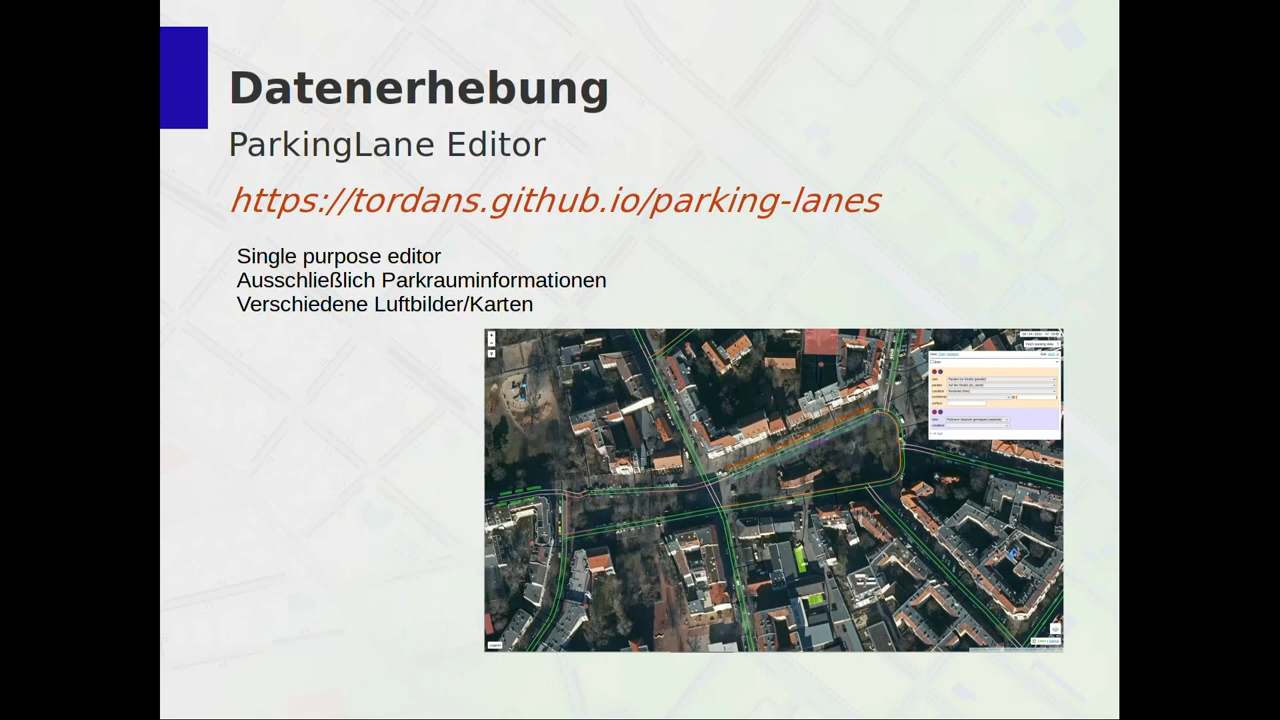 Datenerhebung
ParkingLane Editor
https://tordans.github.io/parking-lanes
Single purpose editor
Ausschließlich Parkrauminformationen
Verschiedene Luftbilder/Karten